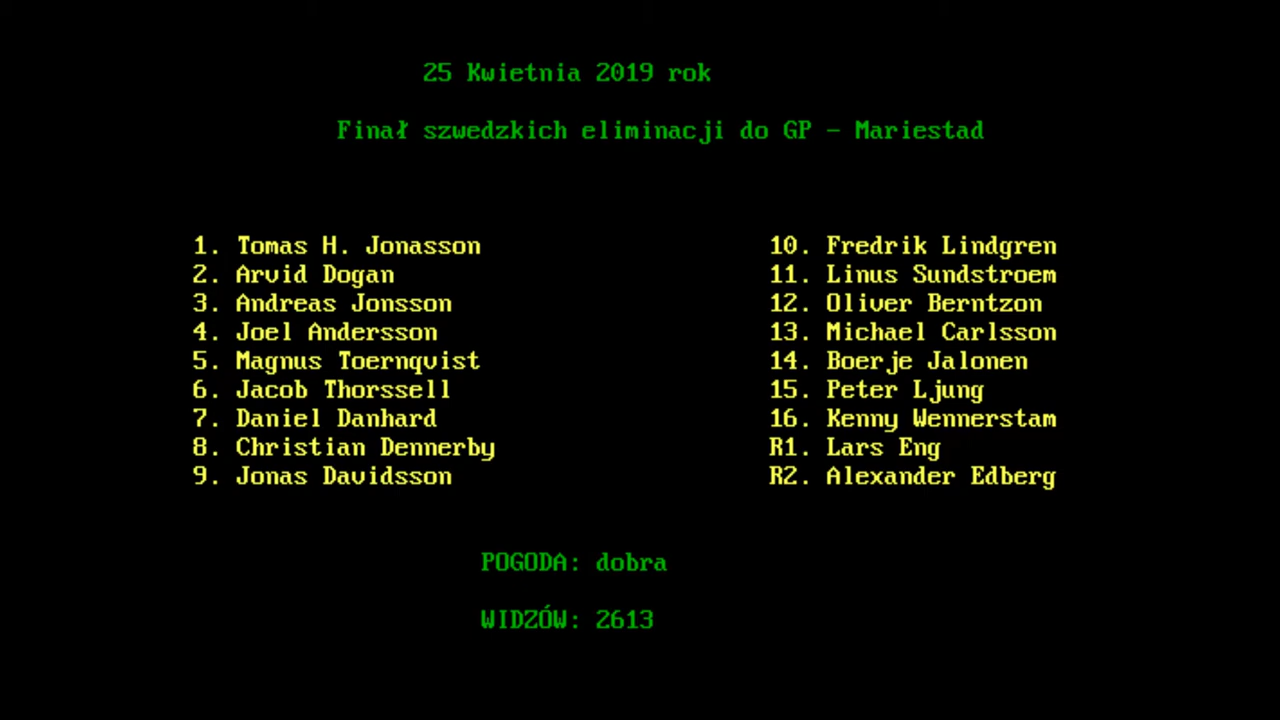 25 Kwietnia 2019 rok
Finał szwedzkich eliminacji do GP - Mariestad
1. Tomas H. Jonasson
2. Arvid Dogan
3. Andreas Jonsson
4. Joel Andersson
5. Magnus Toernqvist
6. Jacob Thorssell
7. Daniel Danhard
8. Christian Dennerby
9. Jonas Davidsson
10. Fredrik Lindgren
11. Linus Sundstroem
12. Oliver Berntzon
13. Michael Carlsson
14. Boerje Jalonen
15. Peter Ljung
16. Kenny Wennerstam
R1. Lars Eng
R2. Alexander Edberg
POGODA: dobra
WIDZÓW: 2613